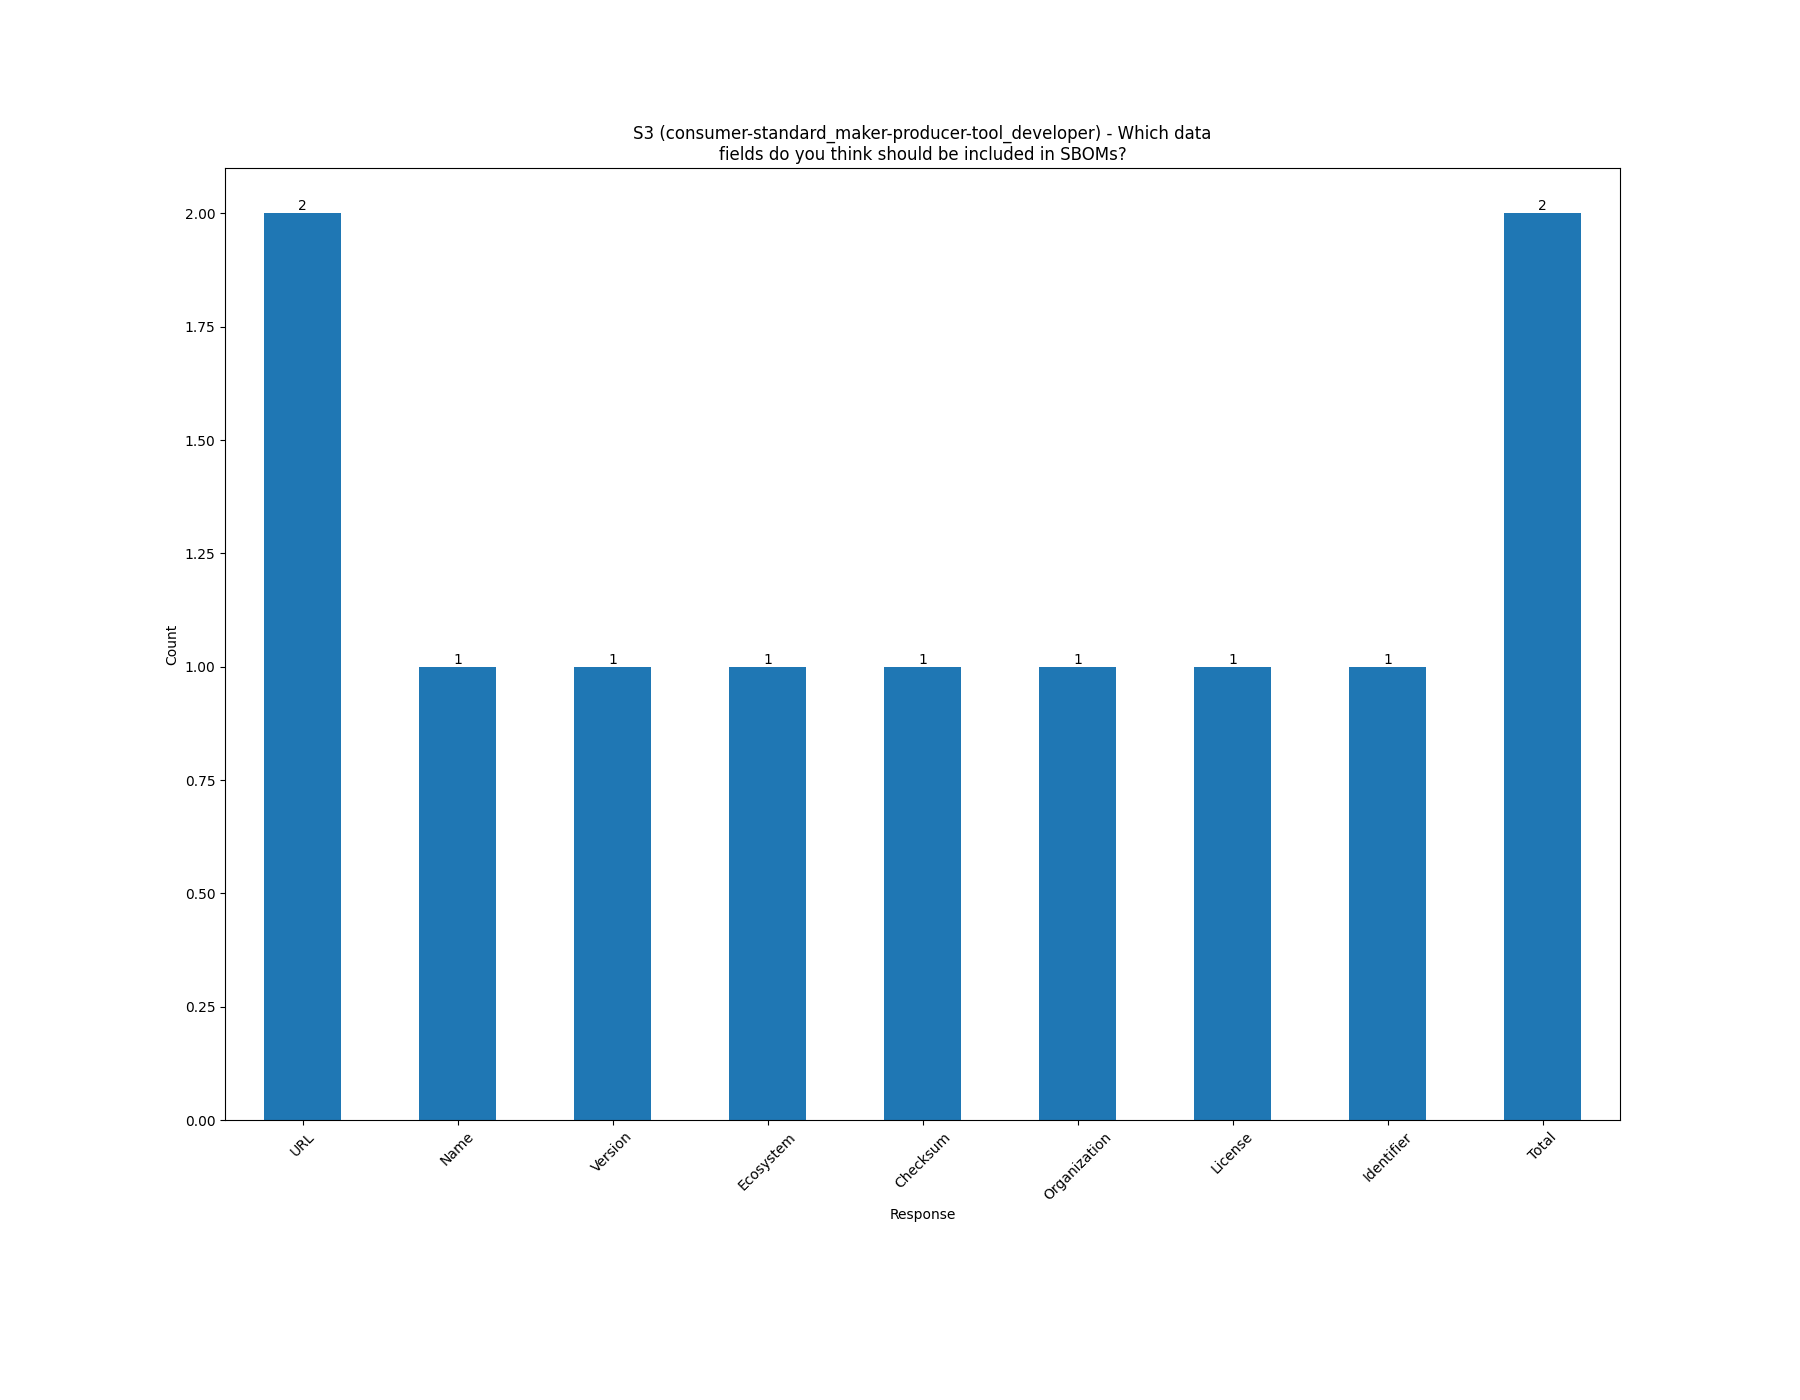 S3 (consumer-standard_maker-producer-tool_developer) - Which data
fields do you think should be included in SBOMs?
2
2
2.00
1.75
1.50
1.25
Count
1
1
1
1
1
1
1
1.00
0.75
0.50
0.25
0.00
URL
Name
Version
Ecosystem
Checksum
Organization
License
Identifier
Total
Response